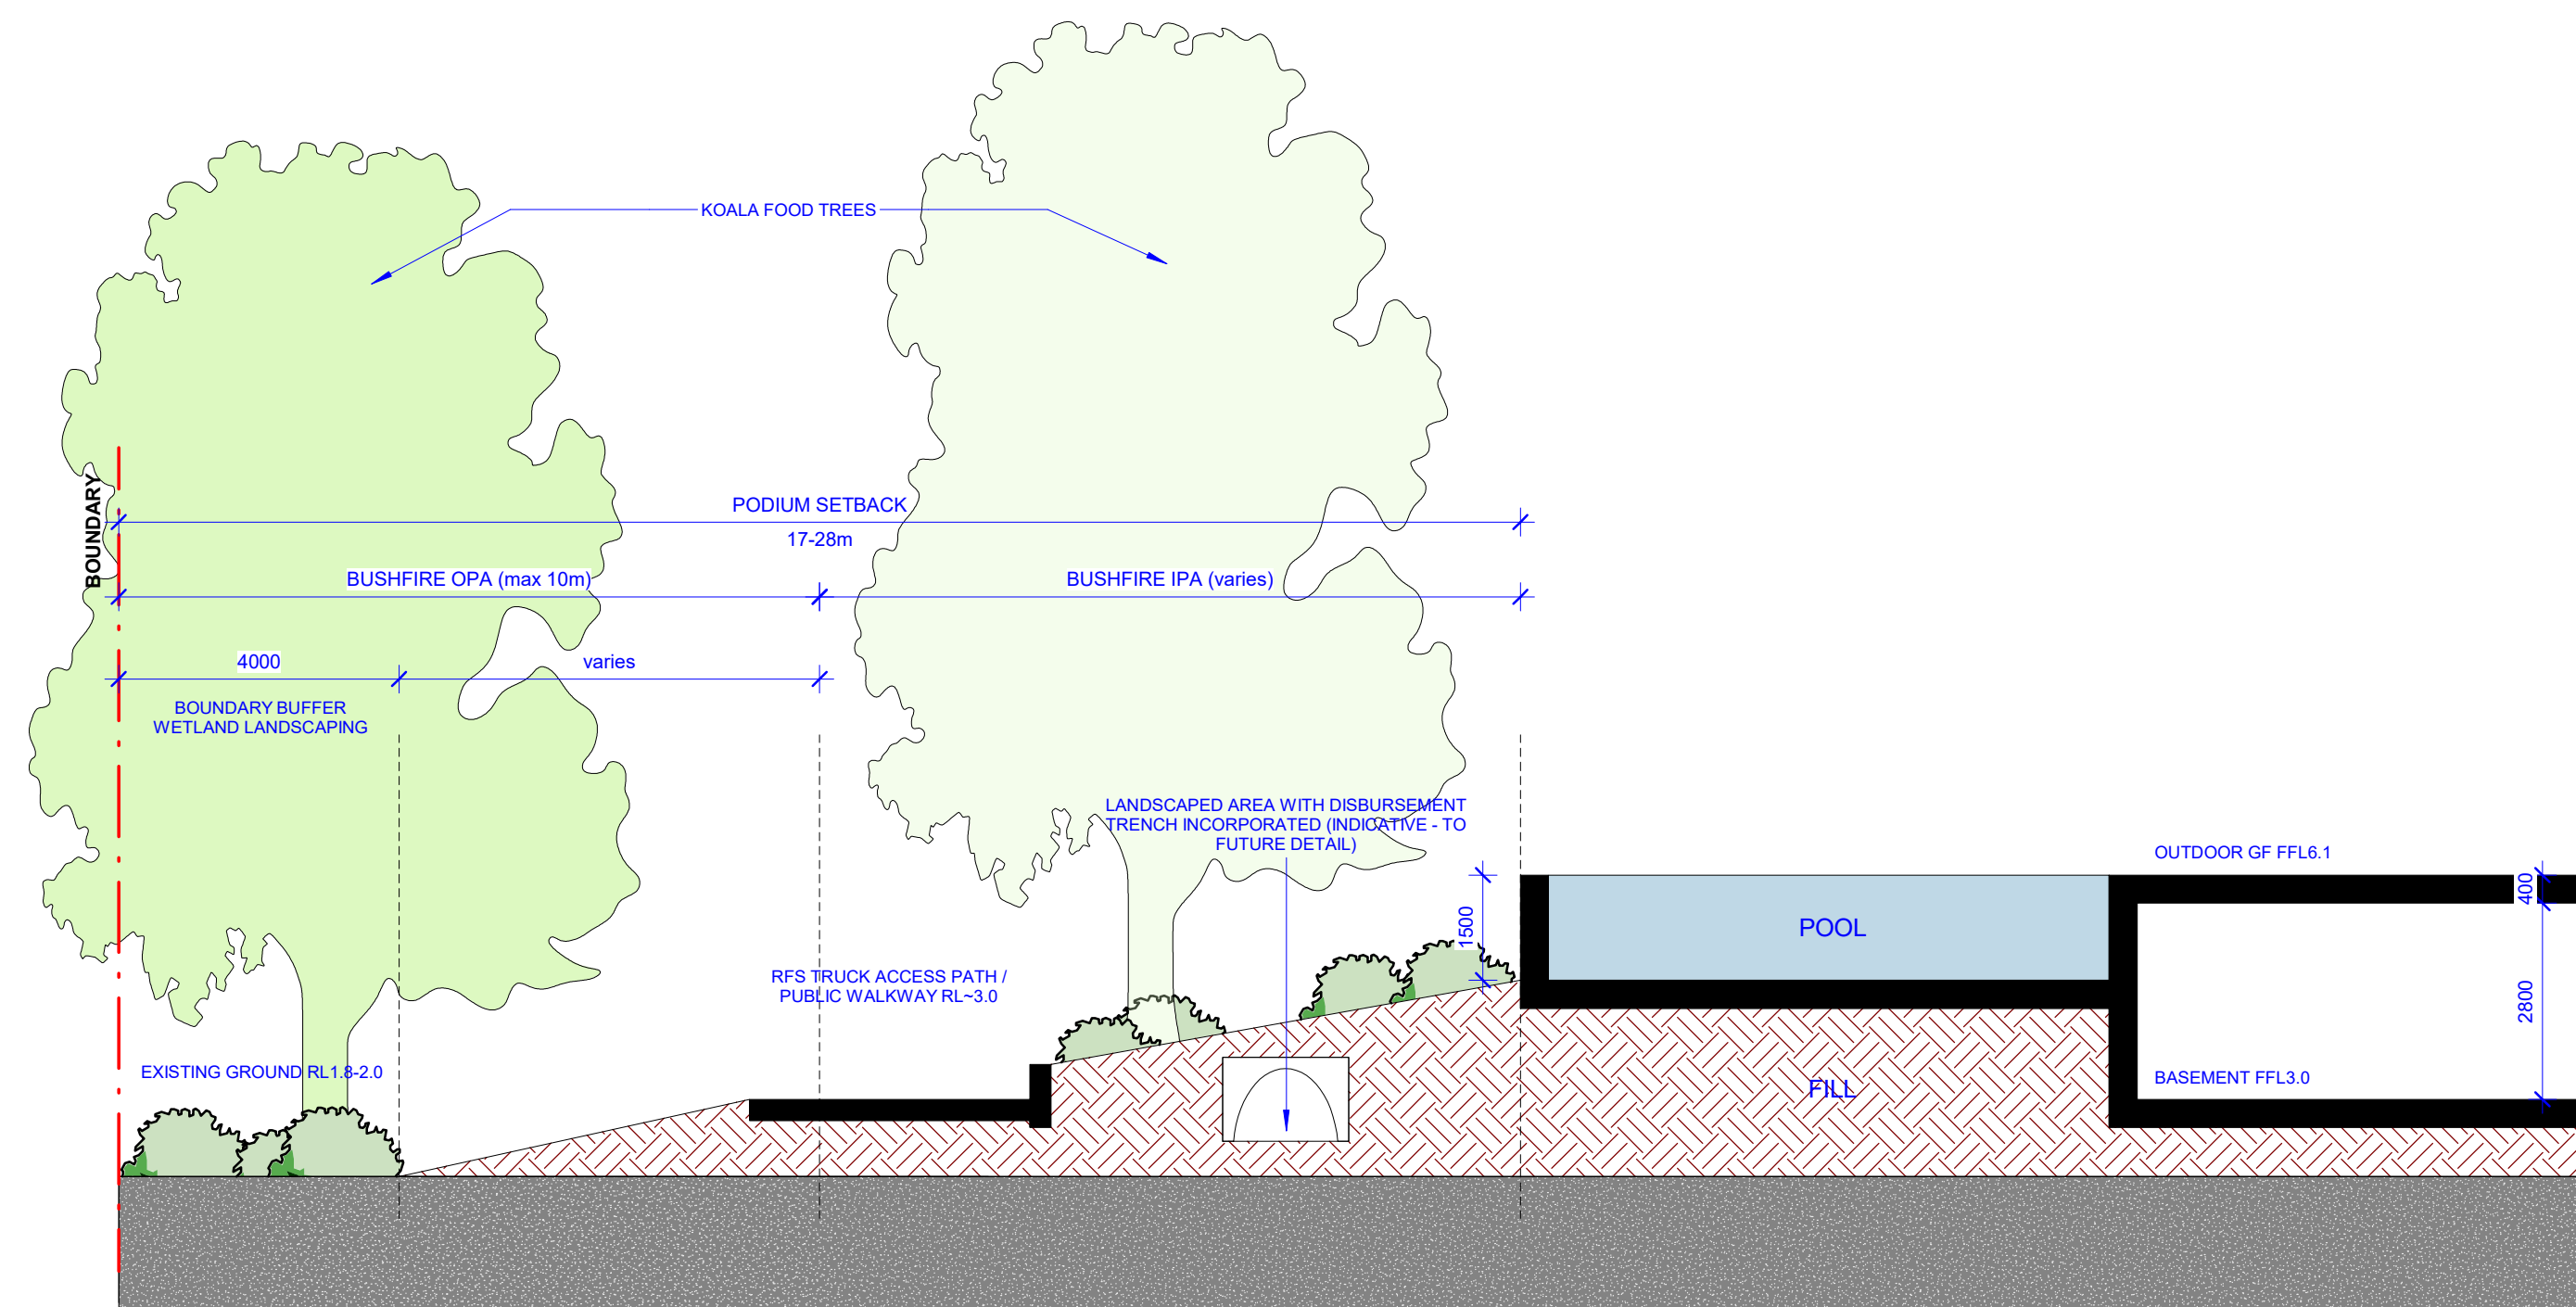 KOALA FOOD TREES
BOUNDARY
PODIUM SETBACK
17-28m
BUSHFIRE OPA (max 10m)
BUSHFIRE IPA (varies)
4000
varies
BOUNDARY BUFFER
WETLAND LANDSCAPING
LANDSCAPED AREA WITH DISBURSEMENT
TRENCH INCORPORATED (INDICATIVE - TO
FUTURE DETAIL)
OUTDOOR GF FFL6.1
400
1500
POOL
RFS TRUCK ACCESS PATH /
PUBLIC WALKWAY RL~3.0
2800
EXISTING GROUND RL1.8-2.0
BASEMENT FFL3.0
FILL